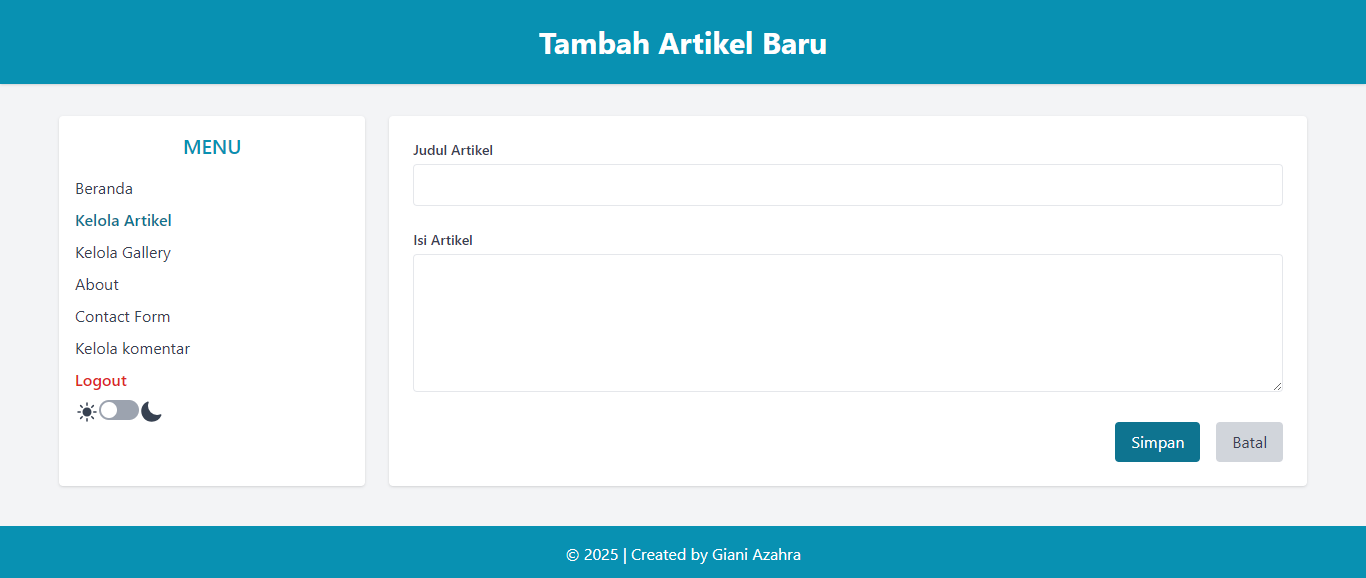 Tambah Artikel Baru
MENU
Beranda
Kelola Artikel
Kelola Gallery
About
Contact Form
Kelola komentar
Logout
Judul Artikel
Isi Artikel
Simpan
Batal
© 2025 | Created by Giani Azahra